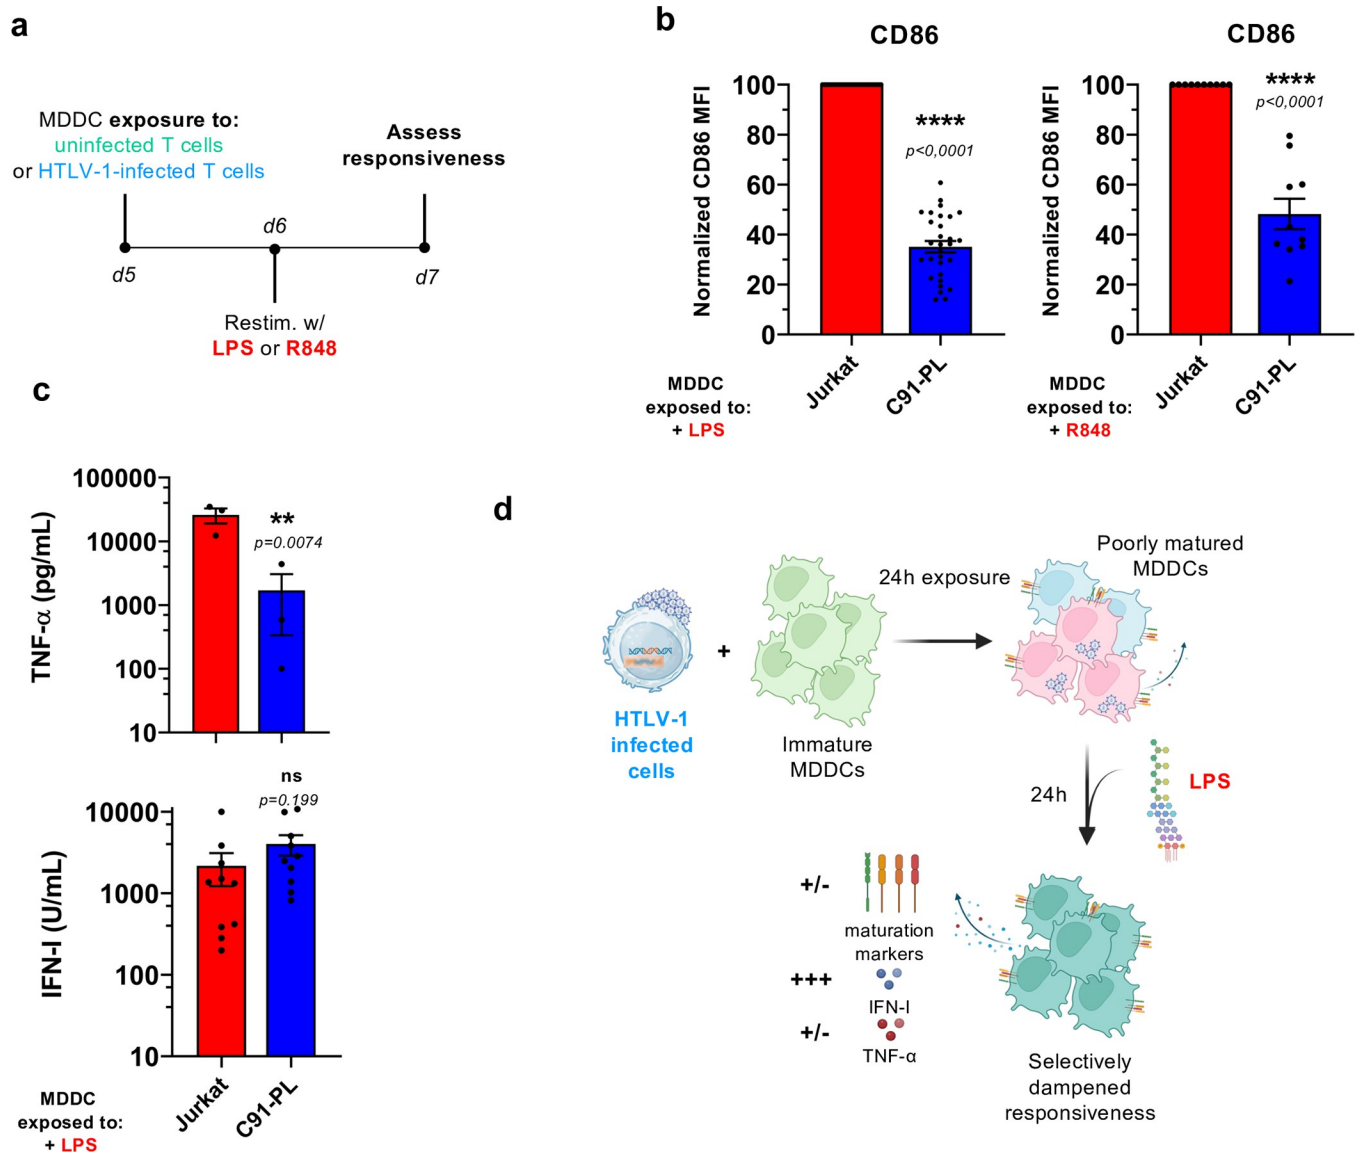 a
MDDC exposure to:
uninfected T cells
or HTLV-1-infected T cells
Assess
responsiveness
d6
d5
d7
Restim. w/
LPS or R848
b
CD86
Normalized CD86 MFI
100
80
60
40
20
0
****
p<0,0001
Jurkat
C91-PL
MDDC
exposed to:
+ LPS
CD86
Normalized CD86 MFI
100
80
60
40
20
0
****
p<0,0001
Jurkat
C91-PL
MDDC
exposed to:
+ R848
c
TNF-α (pg/mL)
100000
10000
1000
100
10
**
p=0.0074
IFN-I (U/mL)
10000
1000
100
10
ns
p=0.199
Jurkat
C91-PL
MDDC
exposed to:
+ LPS
d
HTLV-1
infected
cells
+
Immature
MDDCs
24h exposure
Poorly matured
MDDCs
24h
LPS
+/-
maturation
markers
+++
IFN-I
+/-
TNF-α
Selectively
dampened
responsiveness